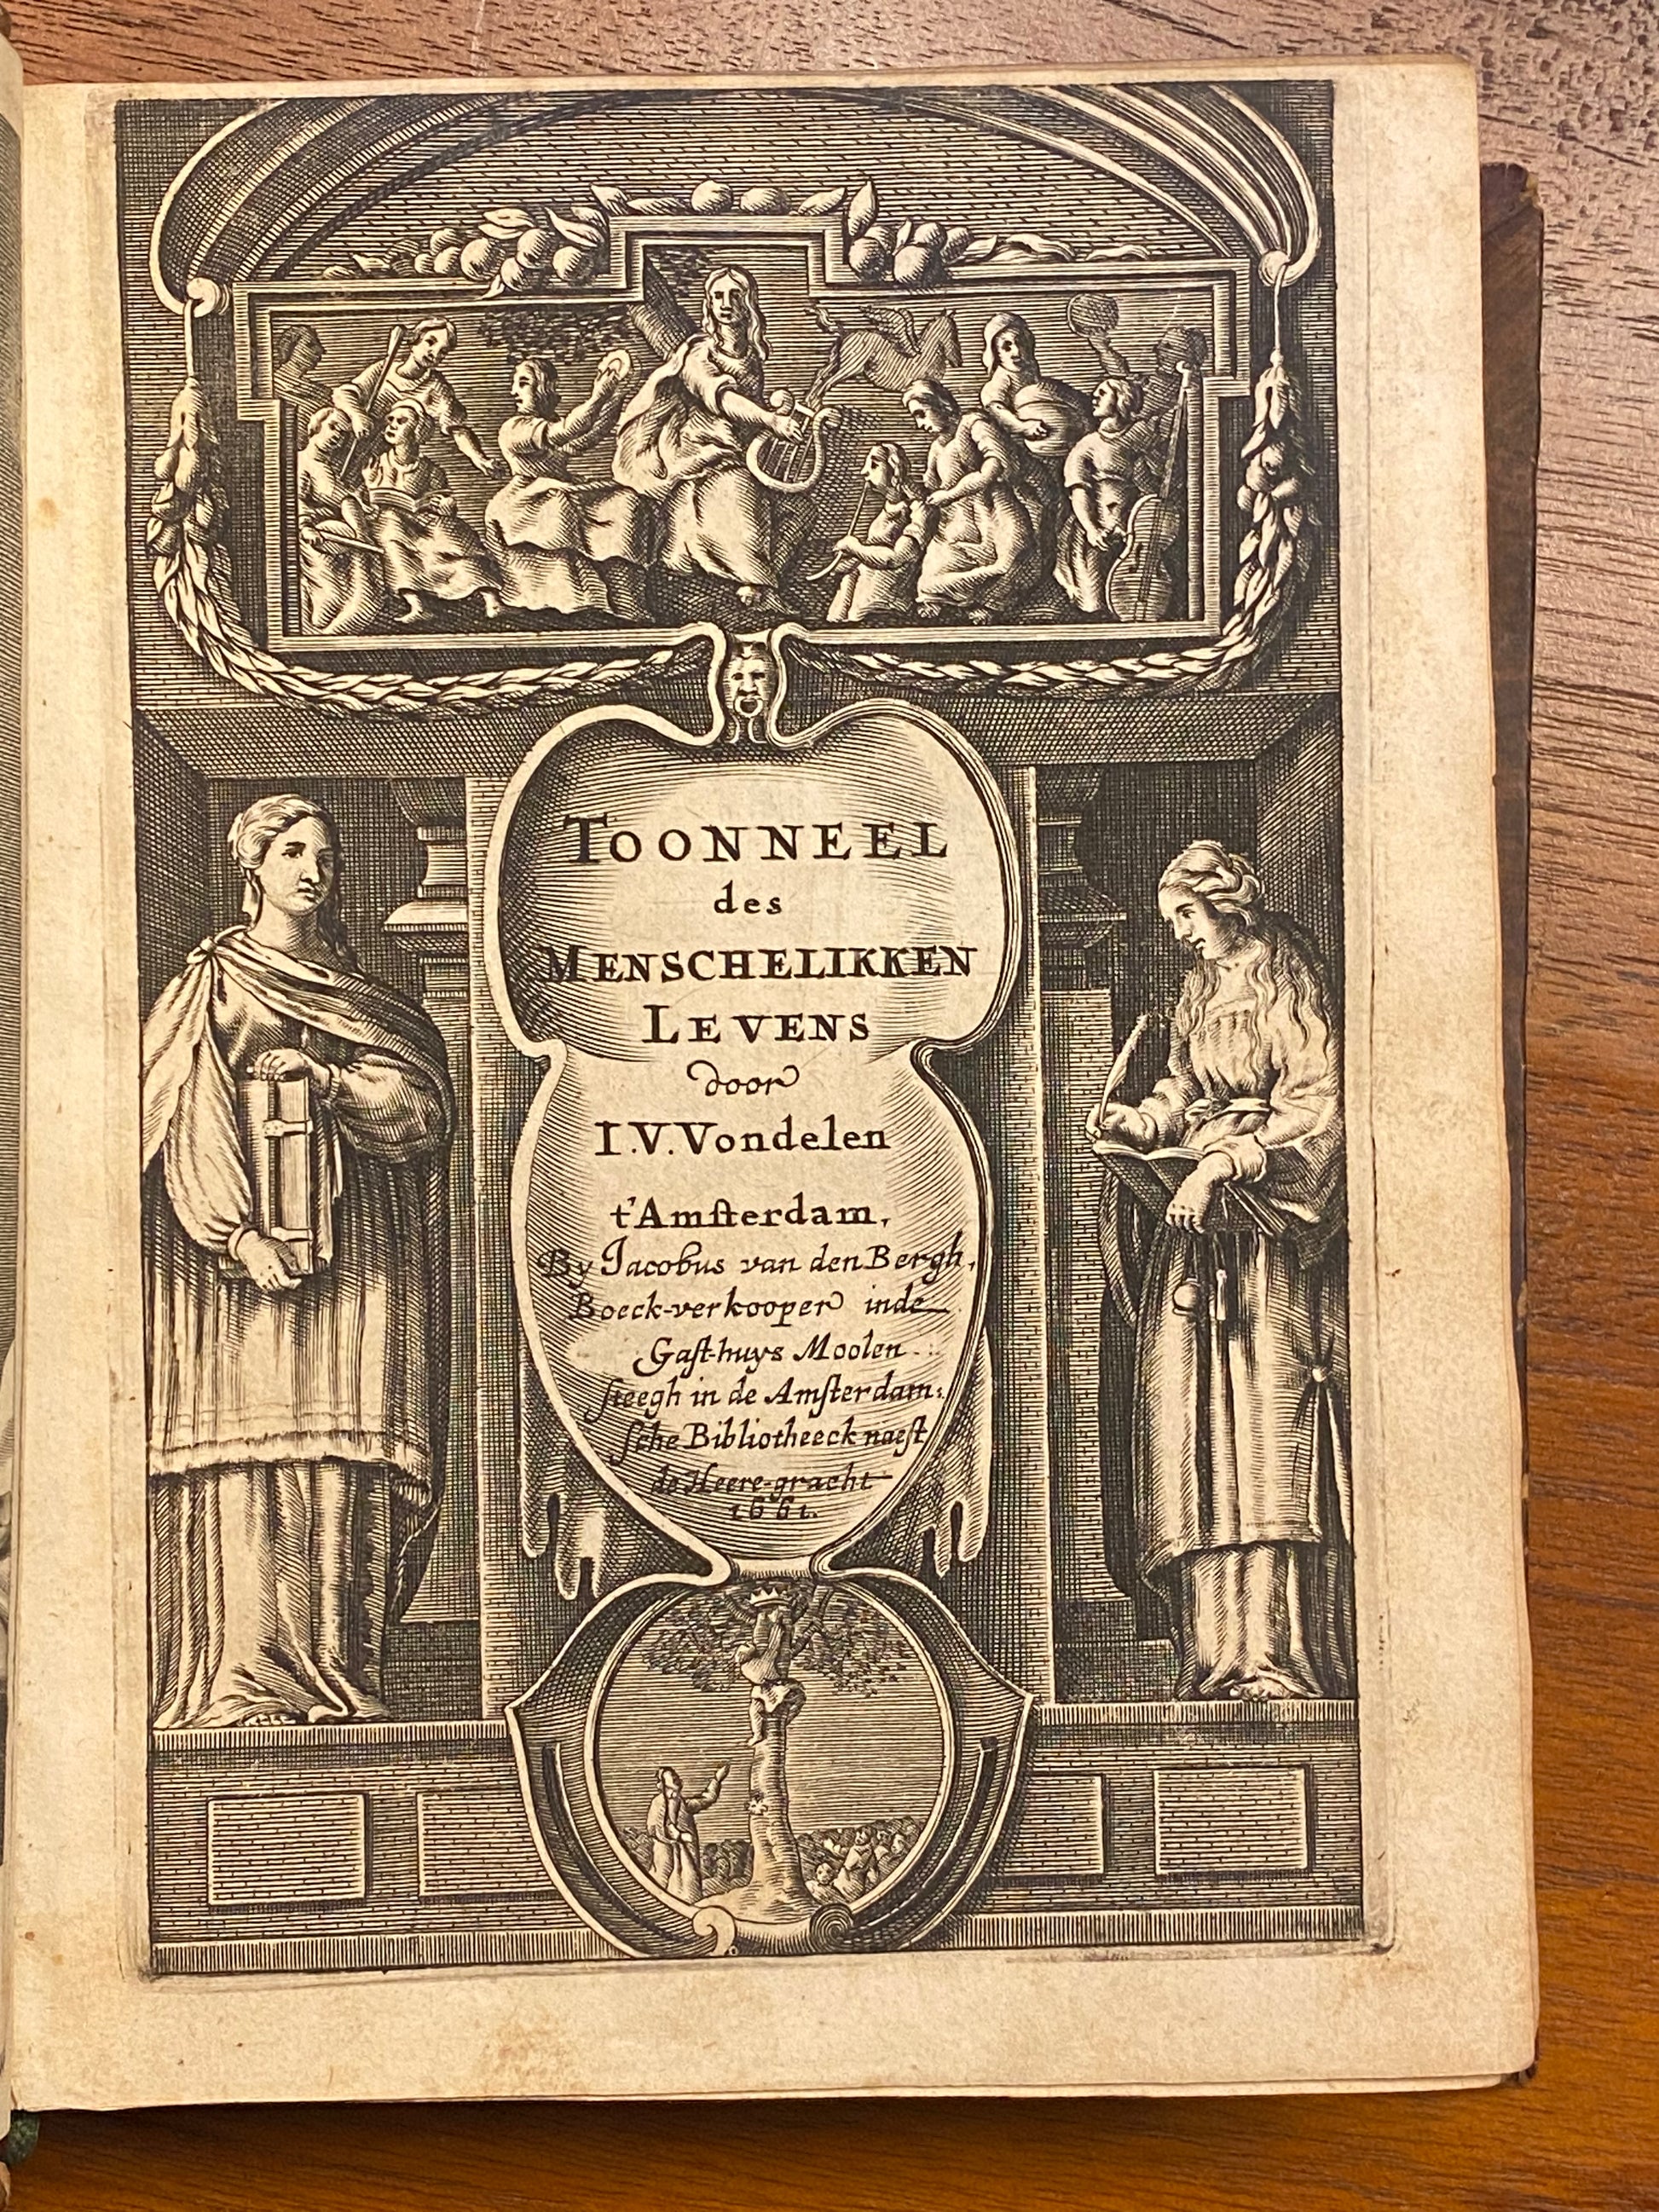 TOONNEEL
des
MENSCHELIKKEN
LEVENS
door
I.V.Vondelen
t'Amſterdam,
By Jacobus van den Bergh,
Boeck-verkooper inde
Gaſt-huys Moolen
ſteegh in de Amſterdam:
ſche Bibliotheeck naeſt
de Heere-gracht
1661.